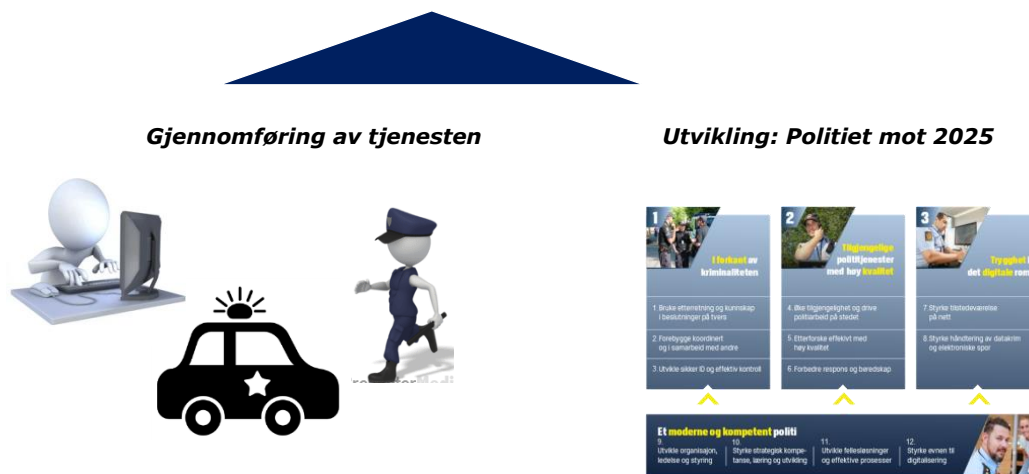 Gjennomføring av tjenesten
Utvikling: Politiet mot 2025
1
I forkant av
kriminaliteten
1 Bruke etterretning og kunnskap
i beslutninger på tvers
2 Forebygge koordinert
og i samarbeid med andre
3 Utvikle sikker ID og effektiv kontroll
2
Tilgjengelige
polititjenester
med høy kvalitet
4. Øke tilgjengelighet og drive
politiarbeid på stedet
5. Etterforske effektivt med
høy kvalitet
6. Forbedre respons og beredskap
3
Trygghet
det digitale rom
7. Styrke tilstedeværelse
på nett
8. Styrke håndtering av datakrim
og elektroniske spor
Et moderne og kompetent politi
9.
Utvikle organisasjon,
ledelse og styring
10.
Styrke strategisk kompe-
tanse, læring og utvikling
11.
Utvikle fellesløsninger
og effektive prosesser
12.
Styrke evnen til
digitalisering